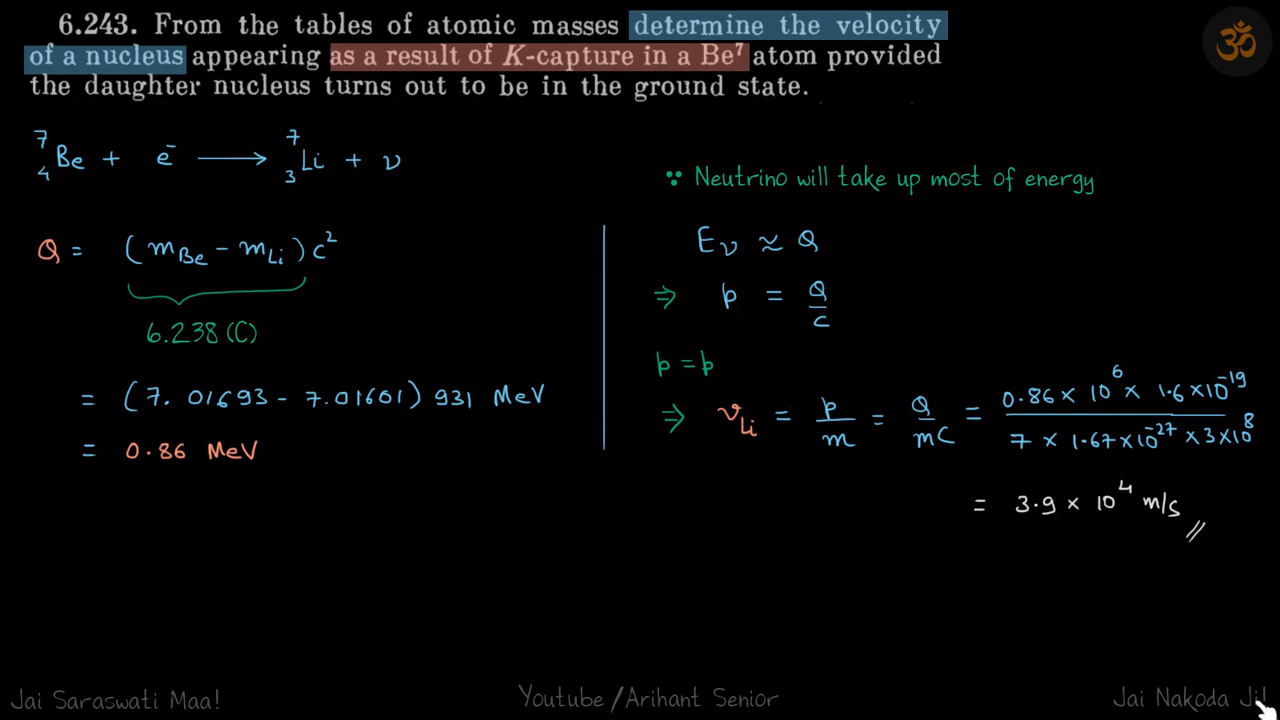 6.243. From the tables of atomic masses determine the velocity
of a nucleus appearing as a result of K-capture in a Be⁷ atom provided
the daughter nucleus turns out to be in the ground state.
ॐ
⁷₄Be + e⁻ ⟶ ⁷₃Li + ν
Q = (m_Be − m_Li) c²
6.238(C)
= (7.01693 − 7.01601) 931 MeV
= 0.86 MeV
∵ Neutrino will take up most of energy
E_ν ≈ Q
⇒ p = Q/c
p = p
⇒ v_Li = p/m = Q/mc = 0.86 × 10⁶ × 1.6 × 10⁻¹⁹ / 7 × 1.67 × 10⁻²⁷ × 3 × 10⁸
= 3.9 × 10⁴ m/s //
Jai Saraswati Maa!
Youtube /Arihant Senior
Jai Nakoda Ji!